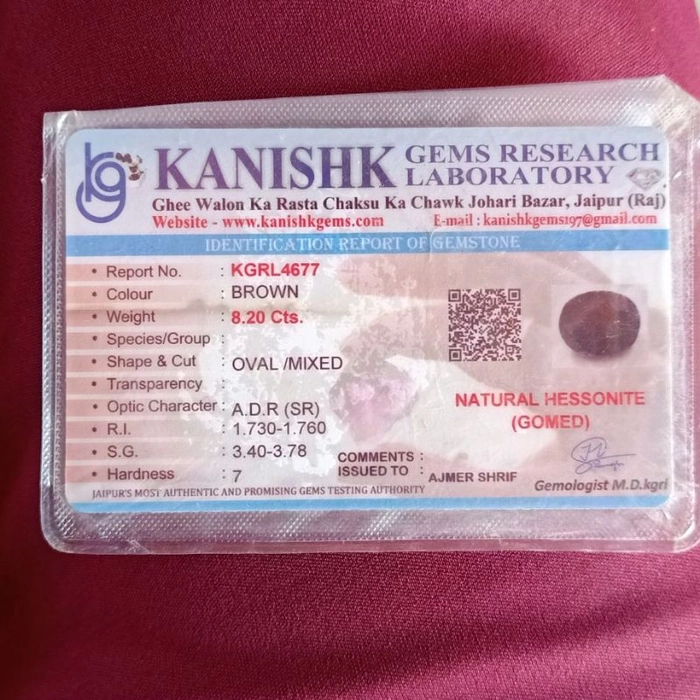 kg KANISHK GEMS RESEARCH LABORATORY
Ghee Walon Ka Rasta Chaksu Ka Chawk Johari Bazar, Jaipur (Raj)
Website - www.kanishkgems.com E-mail : kanishkgems197@gmail.com
IDENTIFICATION REPORT OF GEMSTONE
• Report No. : KGRL4677
• Colour : BROWN
• Weight : 8.20 Cts.
• Species/Group :
• Shape & Cut : OVAL /MIXED
• Transparency :
• Optic Character : A.D.R (SR)
• R.I. : 1.730-1.760
• S.G. : 3.40-3.78
• Hardness : 7
NATURAL HESSONITE
(GOMED)
COMMENTS :
ISSUED TO : AJMER SHRIF
Gemologist M.D.kgrl
JAIPUR'S MOST AUTHENTIC AND PROMISING GEMS TESTING AUTHORITY